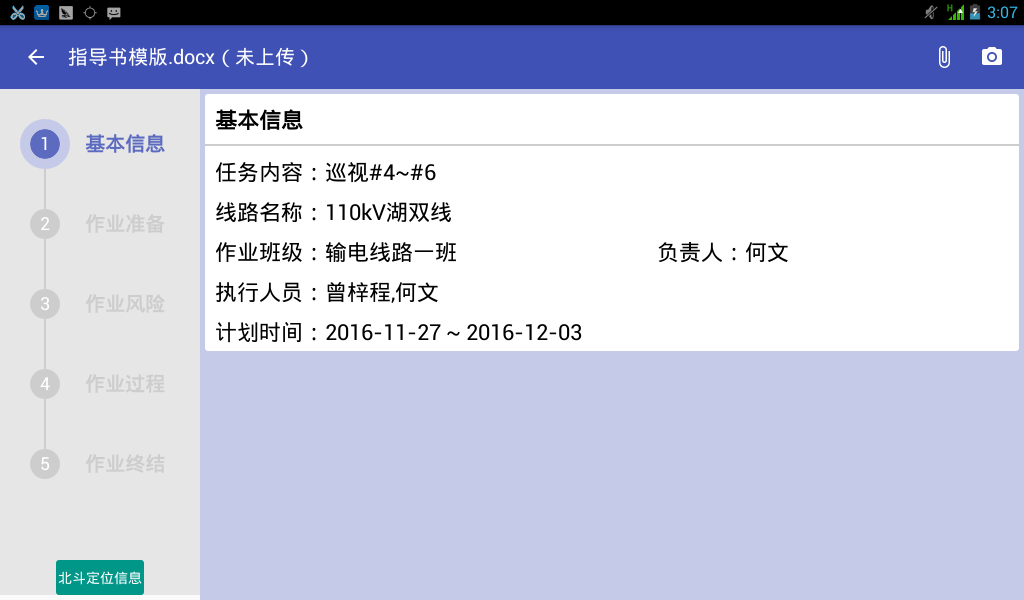 3:07
指导书模版.docx（未上传）
1 基本信息
2 作业准备
3 作业风险
4 作业过程
5 作业终结
北斗定位信息
基本信息
任务内容：巡视#4~#6
线路名称：110kV湖双线
作业班级：输电线路一班 负责人：何文
执行人员：曾梓程,何文
计划时间：2016-11-27 ~ 2016-12-03